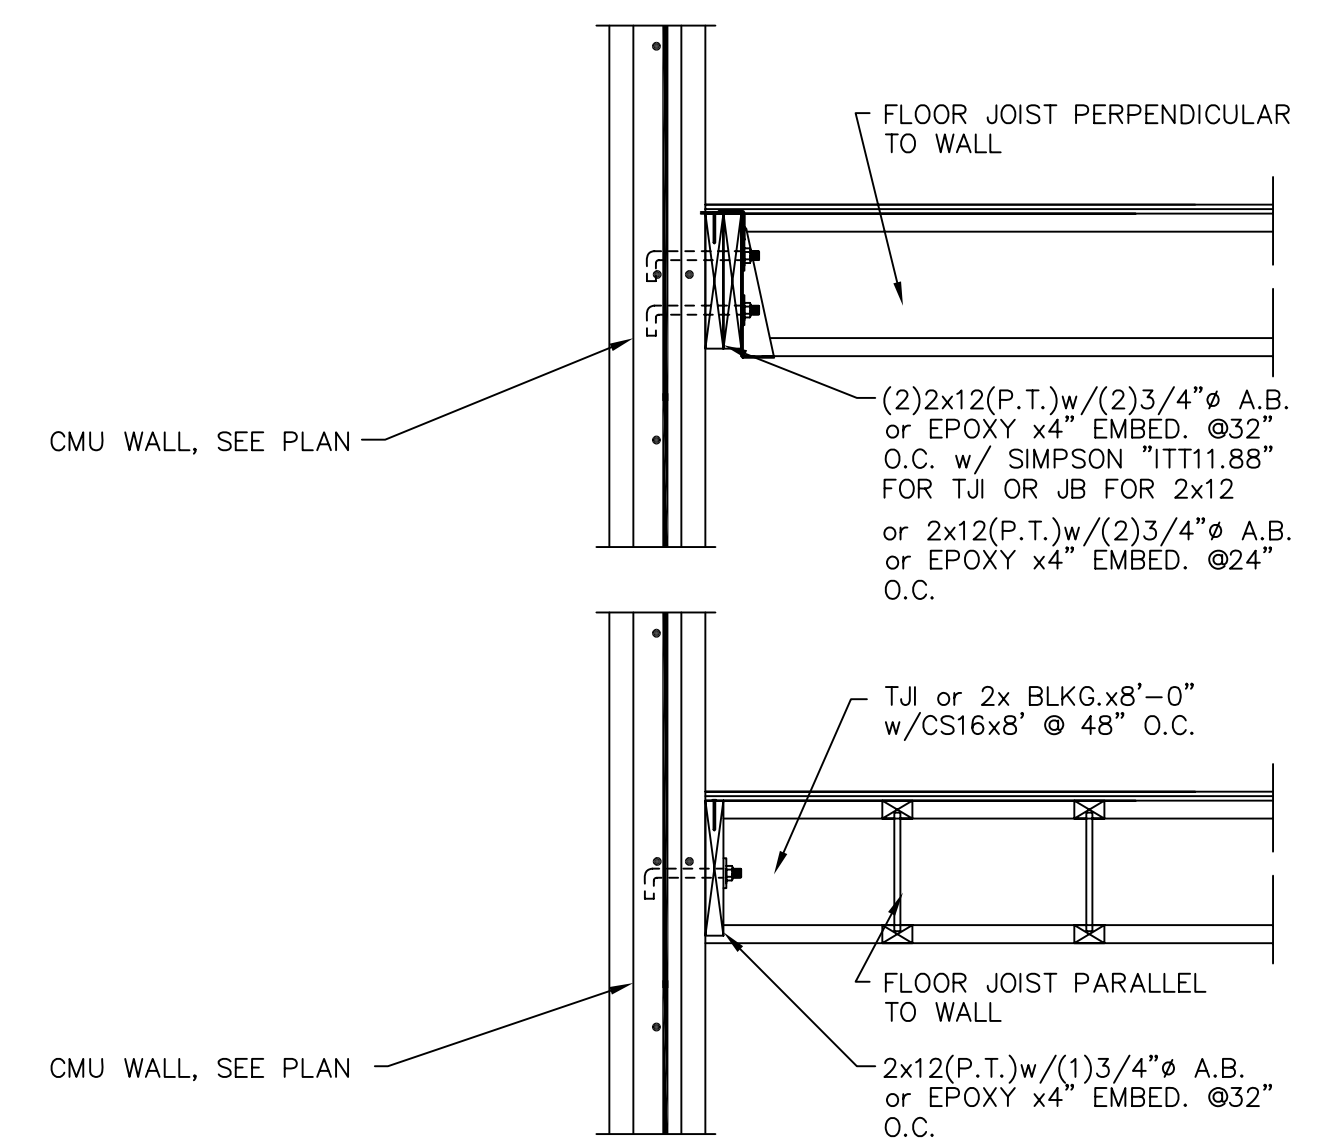 FLOOR JOIST PERPENDICULAR
TO WALL
CMU WALL, SEE PLAN
(2)2x12(P.T.)w/(2)3/4"ø A.B.
or EPOXY x4" EMBED. @32"
O.C. w/ SIMPSON "ITT11.88"
FOR TJI OR JB FOR 2x12
or 2x12(P.T.)w/(2)3/4"ø A.B.
or EPOXY x4" EMBED. @24"
O.C.
TJI or 2x BLKG.x8'-0"
w/CS16x8' @ 48" O.C.
FLOOR JOIST PARALLEL
TO WALL
CMU WALL, SEE PLAN
2x12(P.T.)w/(1)3/4"ø A.B.
or EPOXY x4" EMBED. @32"
O.C.